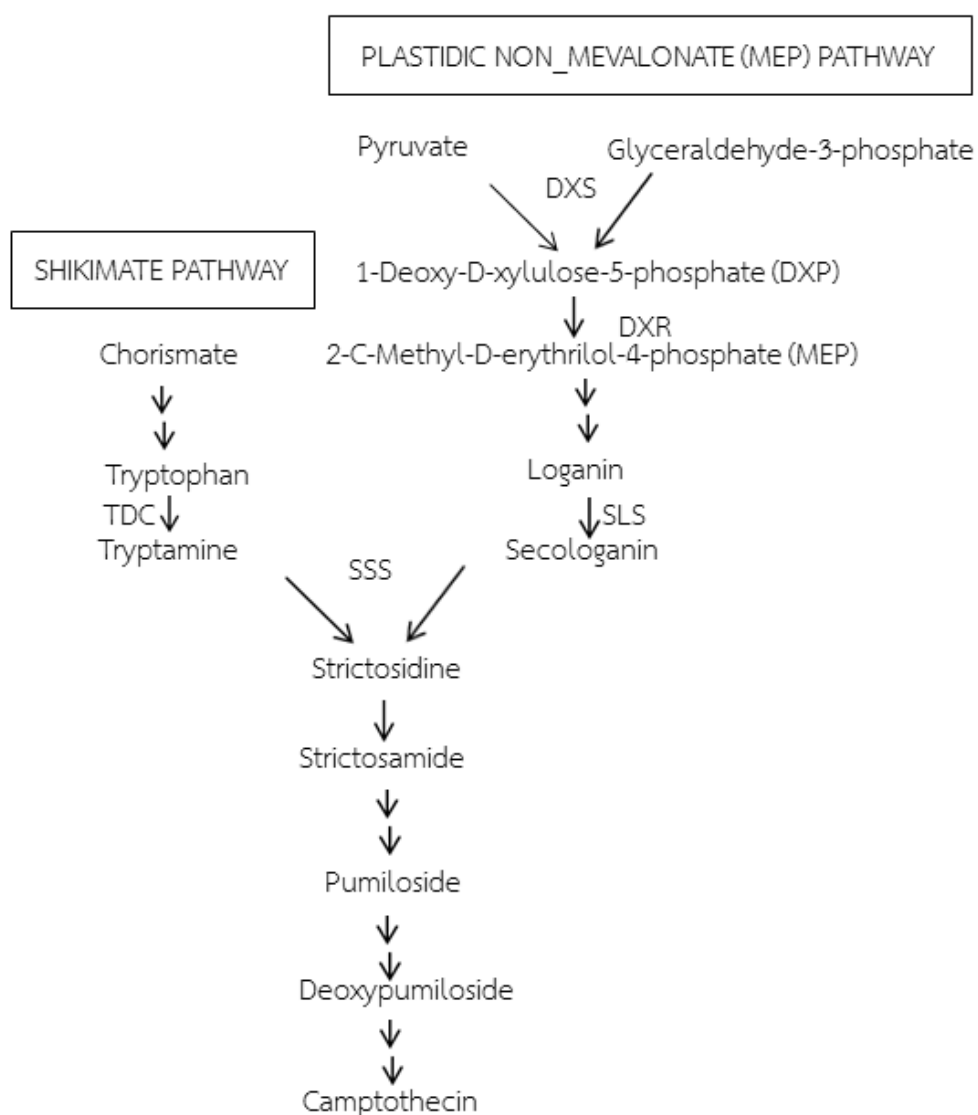 PLASTIDIC NON_MEVALONATE (MEP) PATHWAY
Pyruvate
Glyceraldehyde-3-phosphate
DXS
SHIKIMATE PATHWAY
1-Deoxy-D-xylulose-5-phosphate (DXP)
DXR
Chorismate
2-C-Methyl-D-erythrilol-4-phosphate (MEP)
Tryptophan
Loganin
TDC
SLS
Tryptamine
Secologanin
SSS
Strictosidine
Strictosamide
Pumiloside
Deoxypumiloside
Camptothecin